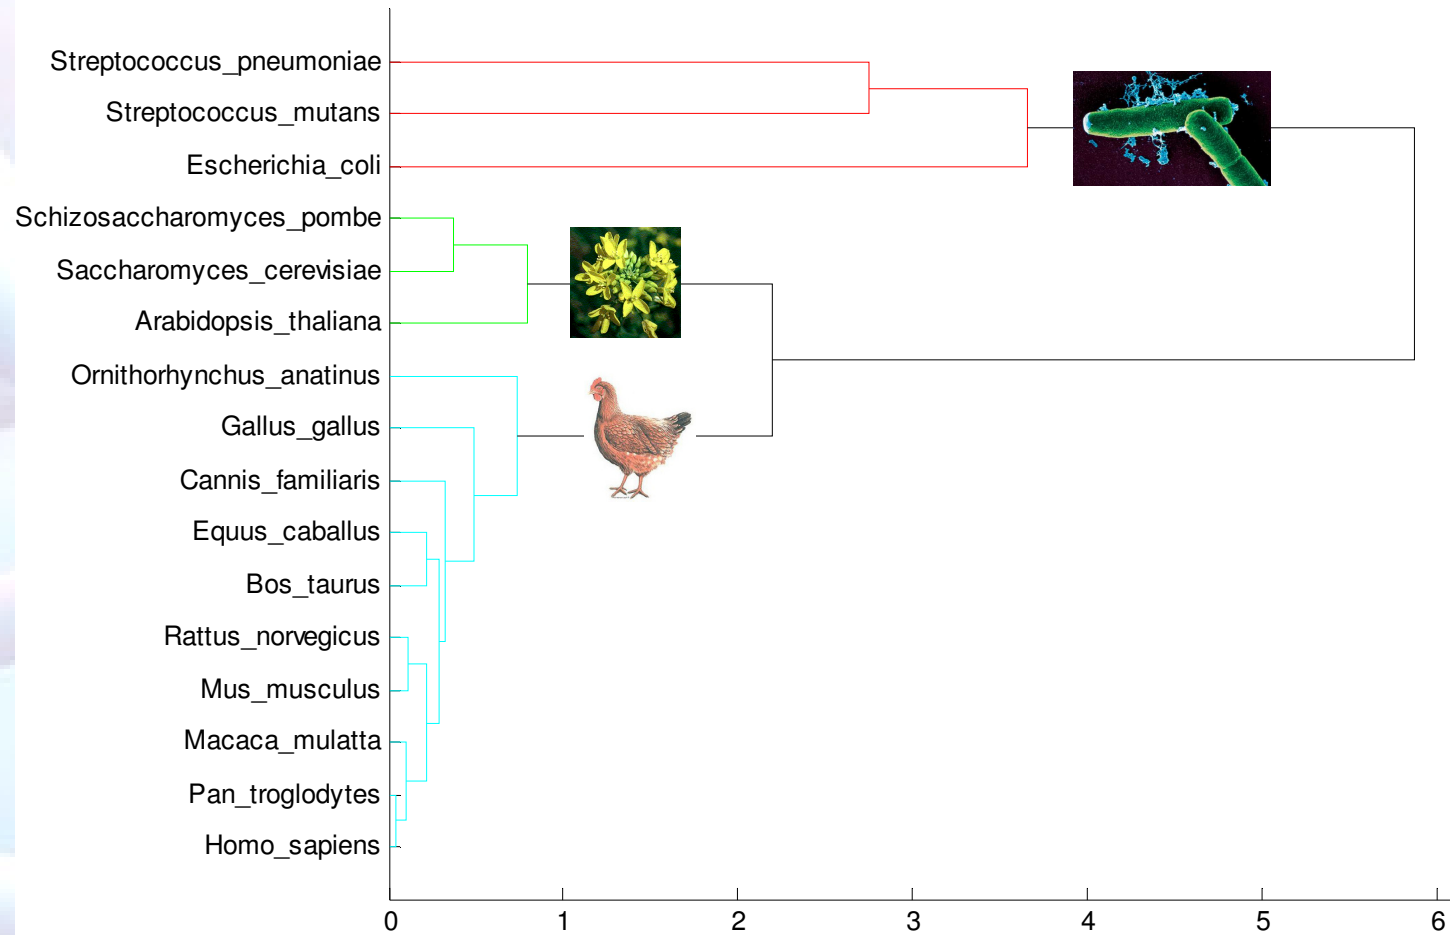 Streptococcus_pneumoniae
Streptococcus_mutans
Escherichia_coli
Schizosaccharomyces_pombe
Saccharomyces_cerevisiae
Arabidopsis_thaliana
Ornithorhynchus_anatinus
Gallus_gallus
Cannis_familiaris
Equus_caballus
Bos_taurus
Rattus_norvegicus
Mus_musculus
Macaca_mulatta
Pan_troglodytes
Homo_sapiens
0 1 2 3 4 5 6